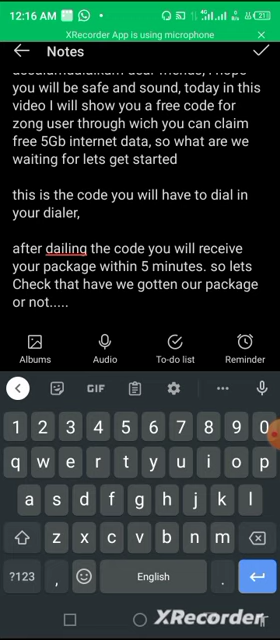 12:16 AM
XRecorder App is using microphone
Notes
you will be safe and sound, today in this
video I will show you a free code for
zong user through wich you can claim
free 5Gb internet data, so what are we
waiting for lets get started
this is the code you will have to dial in
your dialer,
after dailing the code you will receive
your package within 5 minutes. so lets
Check that have we gotten our package
or not.....
Albums Audio To-do list Reminder
GIF
1 2 3 4 5 6 7 8 9 0
q w e r t y u i o p
a s d f g h j k l
z x c v b n m
?123 , English .
XRecorder